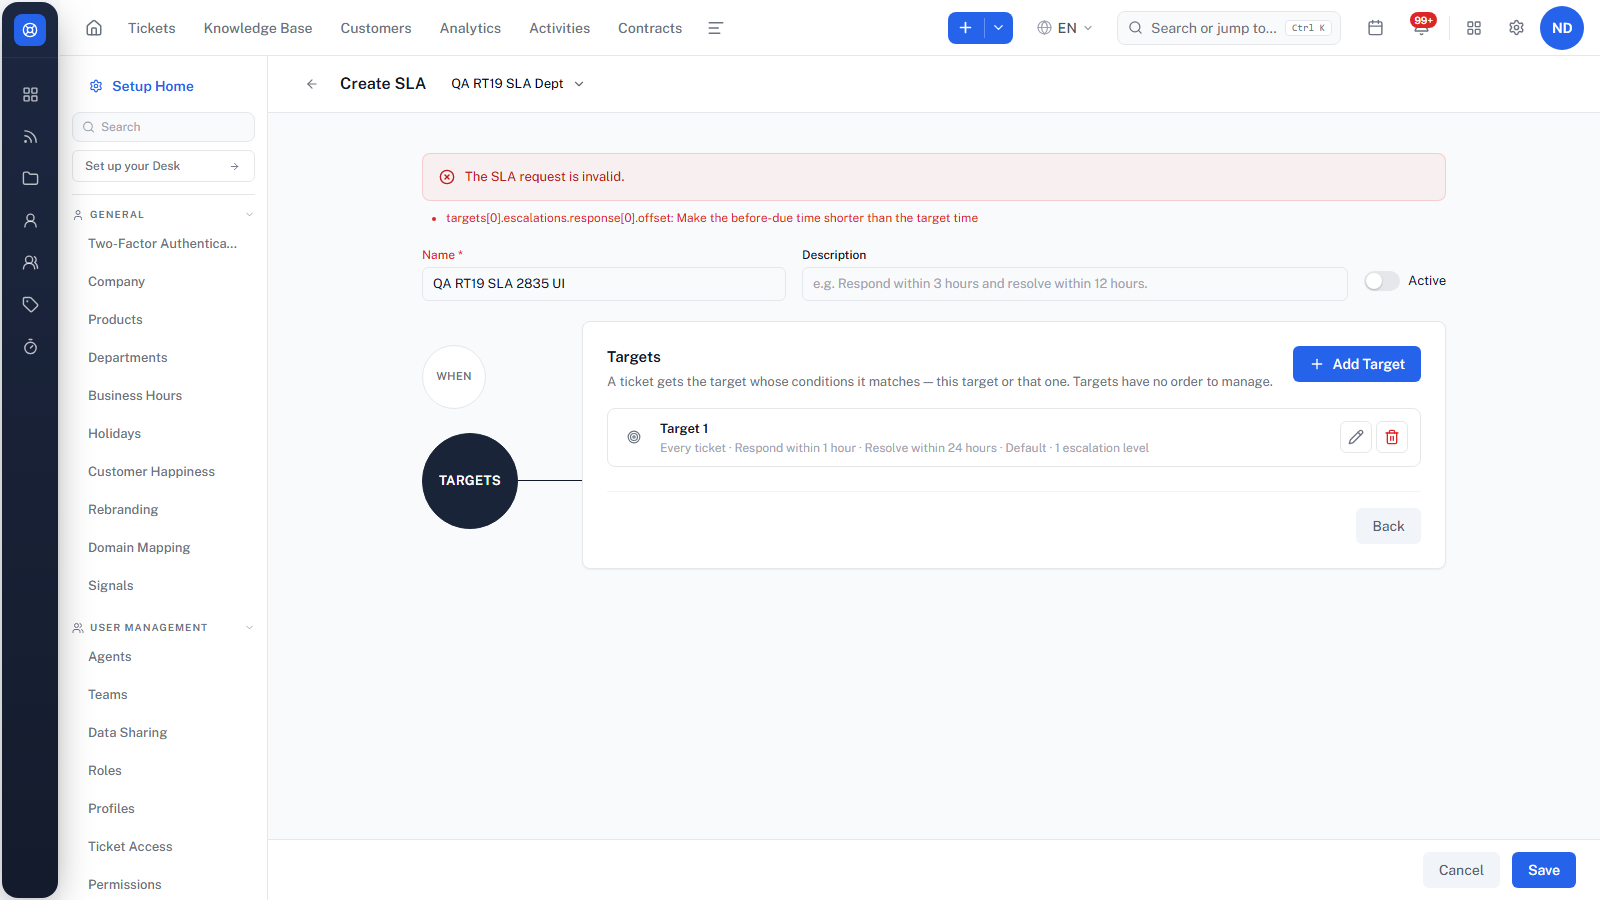 Tickets
Knowledge Base
Customers
Analytics
Activities
Contracts
EN
Search or jump to...
Ctrl K
99+
ND
Setup Home
Search
Set up your Desk
GENERAL
Two-Factor Authentica...
Company
Products
Departments
Business Hours
Holidays
Customer Happiness
Rebranding
Domain Mapping
Signals
USER MANAGEMENT
Agents
Teams
Data Sharing
Roles
Profiles
Ticket Access
Permissions
Create SLA
QA RT19 SLA Dept
The SLA request is invalid.
• targets[0].escalations.response[0].offset: Make the before-due time shorter than the target time
Name *
Description
QA RT19 SLA 2835 UI
e.g. Respond within 3 hours and resolve within 12 hours.
Active
WHEN
TARGETS
Targets
A ticket gets the target whose conditions it matches — this target or that one. Targets have no order to manage.
Add Target
Target 1
Every ticket · Respond within 1 hour · Resolve within 24 hours · Default · 1 escalation level
Back
Cancel
Save